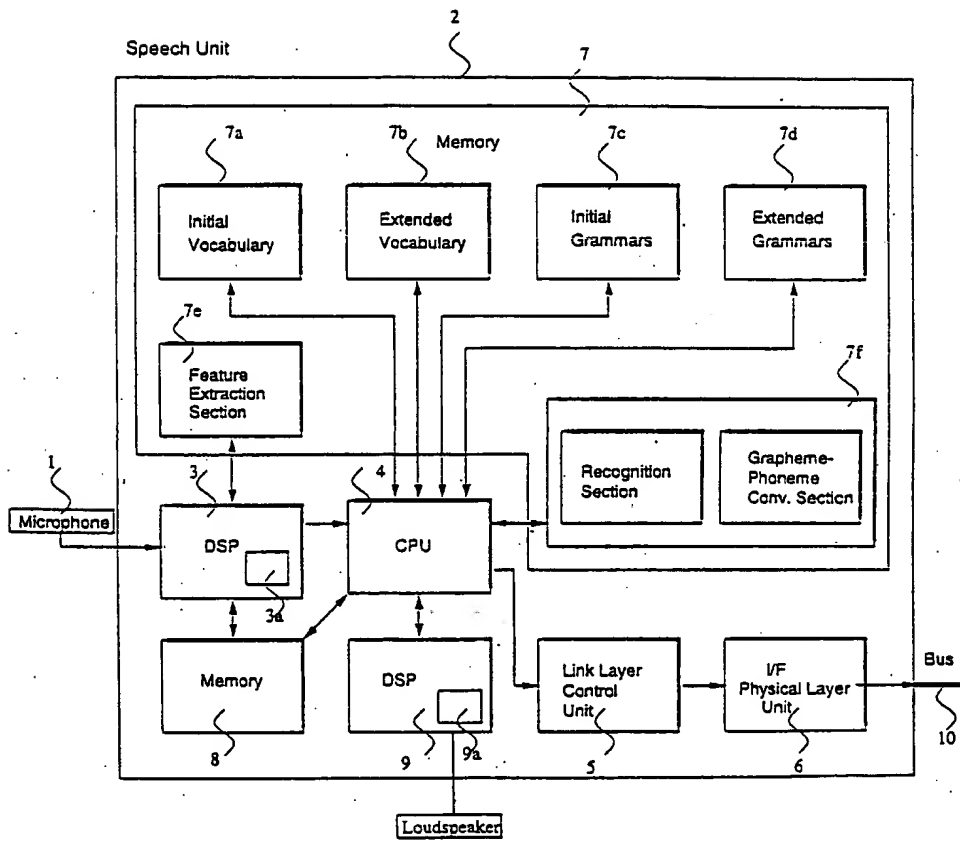 2
Speech Unit
7
7a
7b
Memory
7c
7d
Initial
Vocabulary
Extended
Vocabulary
Initial
Grammars
Extended
Grammars
7e
Feature
Extraction
Section
7f
Recognition
Section
Grapheme-
Phoneme
Conv. Section
1
Microphone
3
DSP
3a
4
CPU
Memory
8
DSP
9
9a
Link Layer
Control
Unit
5
I/F
Physical Layer
Unit
6
Bus
10
Loudspeaker